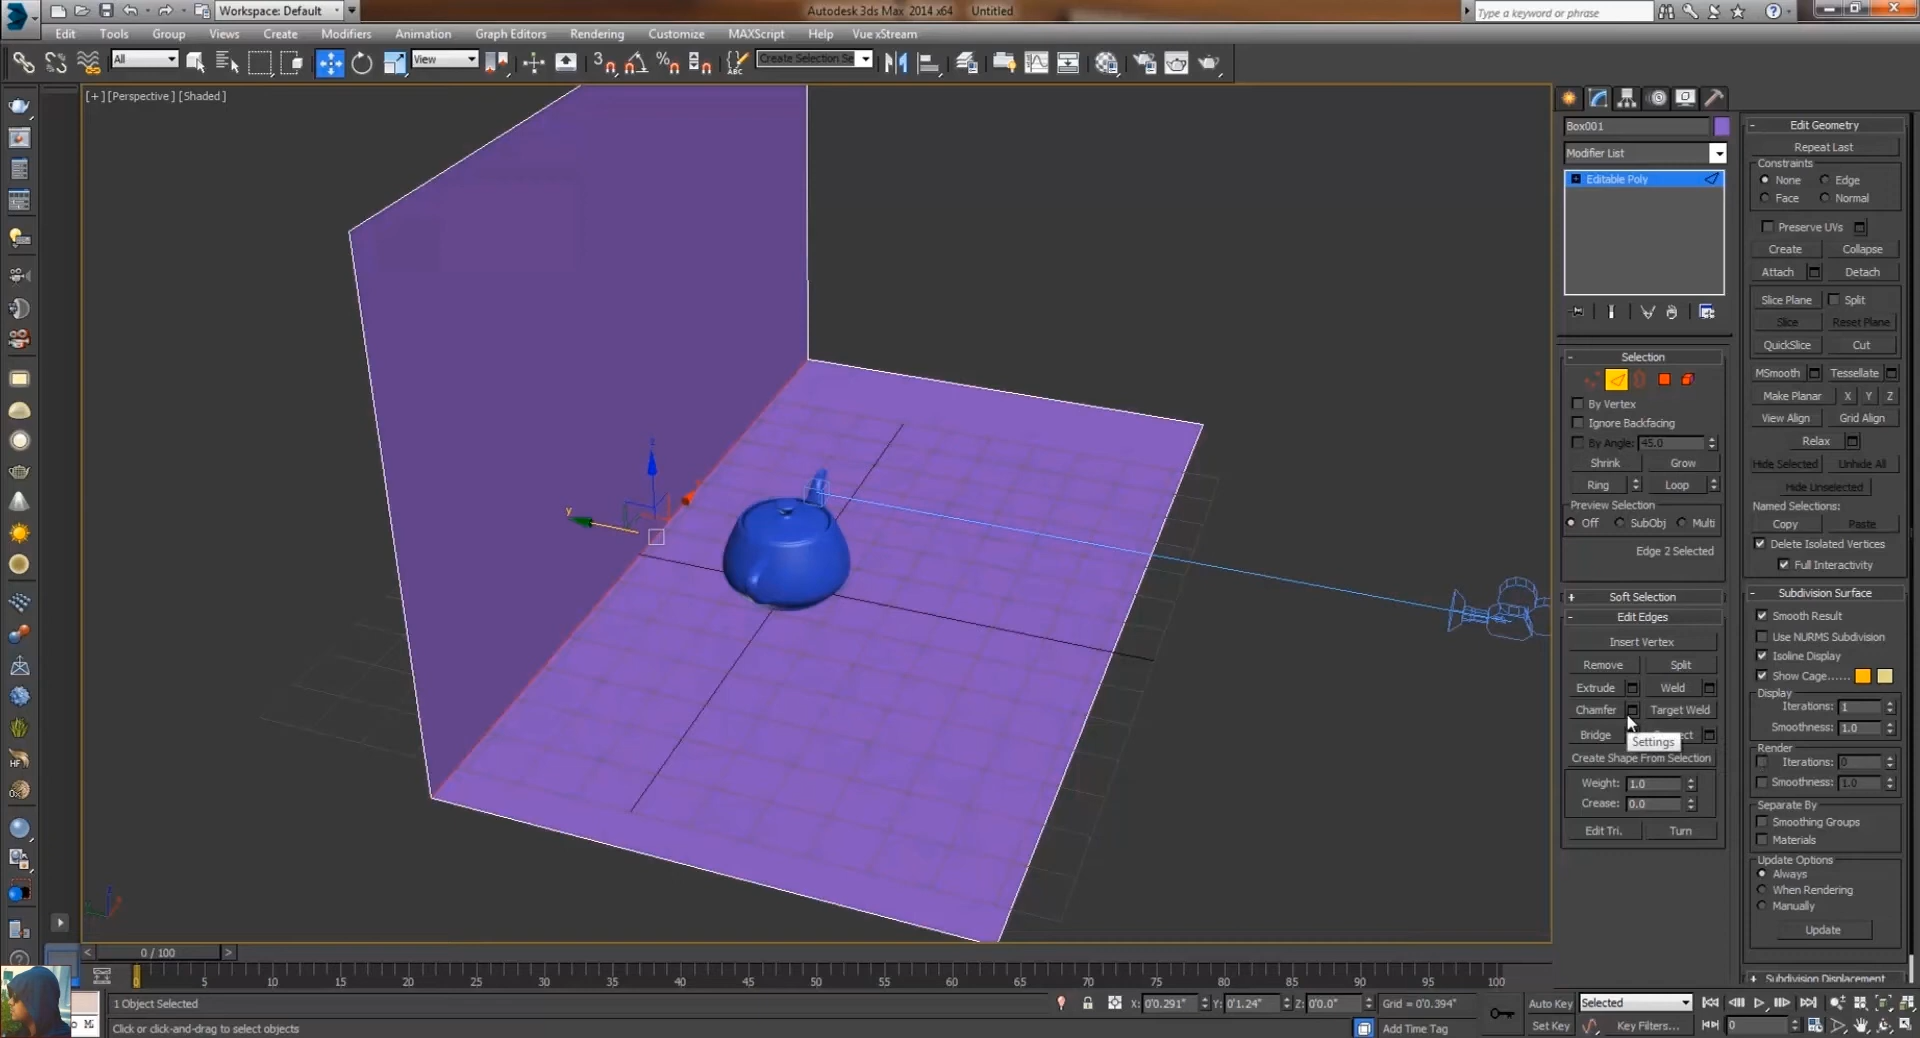 Workspace: Default
Autodesk 3ds Max 2014 x64 Untitled
Type a keyword or phrase
Edit Tools Group Views Create Modifiers Animation Graph Editors Rendering Customize MAXScript Help Vue xStream
All View Create Selection Se
[+] [Perspective] [Shaded]
y
z
Box001
Modifier List
Editable Poly
Selection
By Vertex
Ignore Backfacing
By Angle: 45.0
Shrink Grow
Ring Loop
Preview Selection
Off SubObj Multi
Edge 2 Selected
Soft Selection
Edit Edges
Insert Vertex
Remove Split
Extrude Weld
Chamfer Target Weld
Bridge
Settings
Create Shape From Selection
Weight: 1.0
Crease: 0.0
Edit Tri. Turn
Edit Geometry
Repeat Last
Constraints
None Edge
Face Normal
Preserve UVs
Create Collapse
Attach Detach
Slice Plane Split
Slice Reset Plane
QuickSlice Cut
MSmooth Tessellate
Make Planar X Y Z
View Align Grid Align
Relax
Hide Selected Unhide All
Hide Unselected
Named Selections:
Copy Paste
Delete Isolated Vertices
Full Interactivity
Subdivision Surface
Smooth Result
Use NURMS Subdivision
Isoline Display
Show Cage......
Display
Iterations: 1
Smoothness: 1.0
Render
Iterations: 0
Smoothness: 1.0
Separate By
Smoothing Groups
Materials
Update Options
Always
When Rendering
Manually
Update
Subdivision Displacement
0 / 100
0 5 10 15 20 25 30 35 40 45 50 55 60 65 70 75 80 85 90 95 100
1 Object Selected
X: 0'0.291" Y: 0'1.24" Z: 0'0.0" Grid = 0'0.394"
Auto Key Selected
Click or click-and-drag to select objects
Add Time Tag
Set Key Key Filters... 0